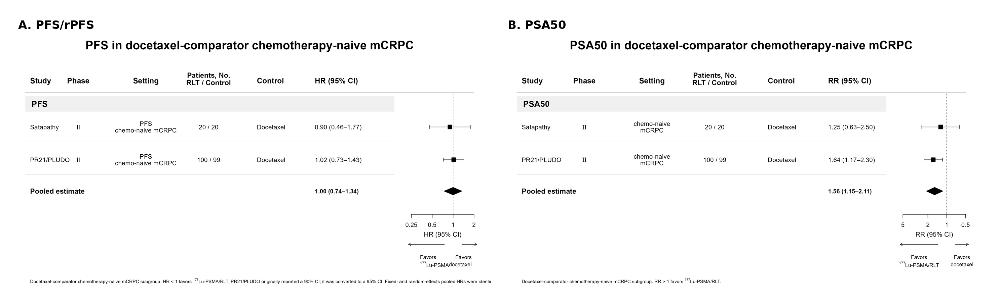 A. PFS/rPFS
PFS in docetaxel-comparator chemotherapy-naive mCRPC
Study Phase Setting Patients, No. RLT / Control Control HR (95% CI)
PFS
Satapathy II PFS chemo-naive mCRPC 20 / 20 Docetaxel 0.90 (0.46–1.77)
PR21/PLUDO II PFS chemo-naive mCRPC 100 / 99 Docetaxel 1.02 (0.73–1.43)
Pooled estimate 1.00 (0.74–1.34)
0.25 0.5 1 2
HR (95% CI)
Favors ¹⁷⁷Lu-PSMA Favors docetaxel
Docetaxel-comparator chemotherapy-naive mCRPC subgroup. HR < 1 favors ¹⁷⁷Lu-PSMA/RLT. PR21/PLUDO originally reported a 90% CI; it was converted to a 95% CI. Fixed- and random-effects pooled HRs were identic
B. PSA50
PSA50 in docetaxel-comparator chemotherapy-naive mCRPC
Study Phase Setting Patients, No. RLT / Control Control RR (95% CI)
PSA50
Satapathy II chemo-naive mCRPC 20 / 20 Docetaxel 1.25 (0.63–2.50)
PR21/PLUDO II chemo-naive mCRPC 100 / 99 Docetaxel 1.64 (1.17–2.30)
Pooled estimate 1.56 (1.15–2.11)
5 2 1 0.5
RR (95% CI)
Favors ¹⁷⁷Lu-PSMA/RLT Favors docetaxel
Docetaxel-comparator chemotherapy-naive mCRPC subgroup. RR > 1 favors ¹⁷⁷Lu-PSMA/RLT.